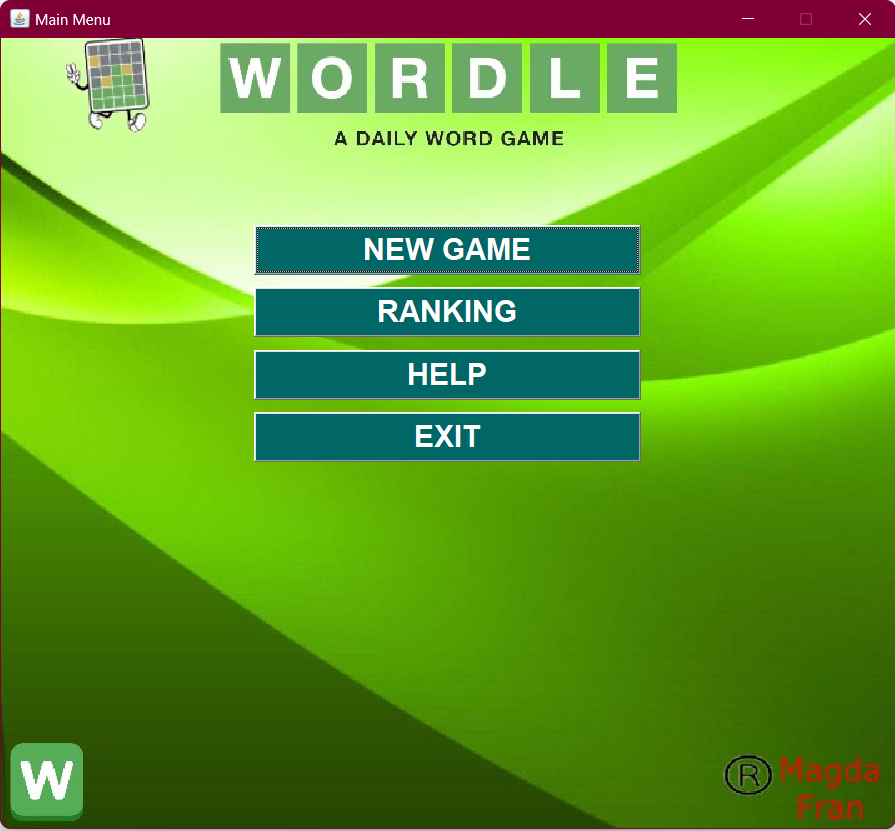 Main Menu
WORDLE
A DAILY WORD GAME
NEW GAME
RANKING
HELP
EXIT
W
® Magda
Fran